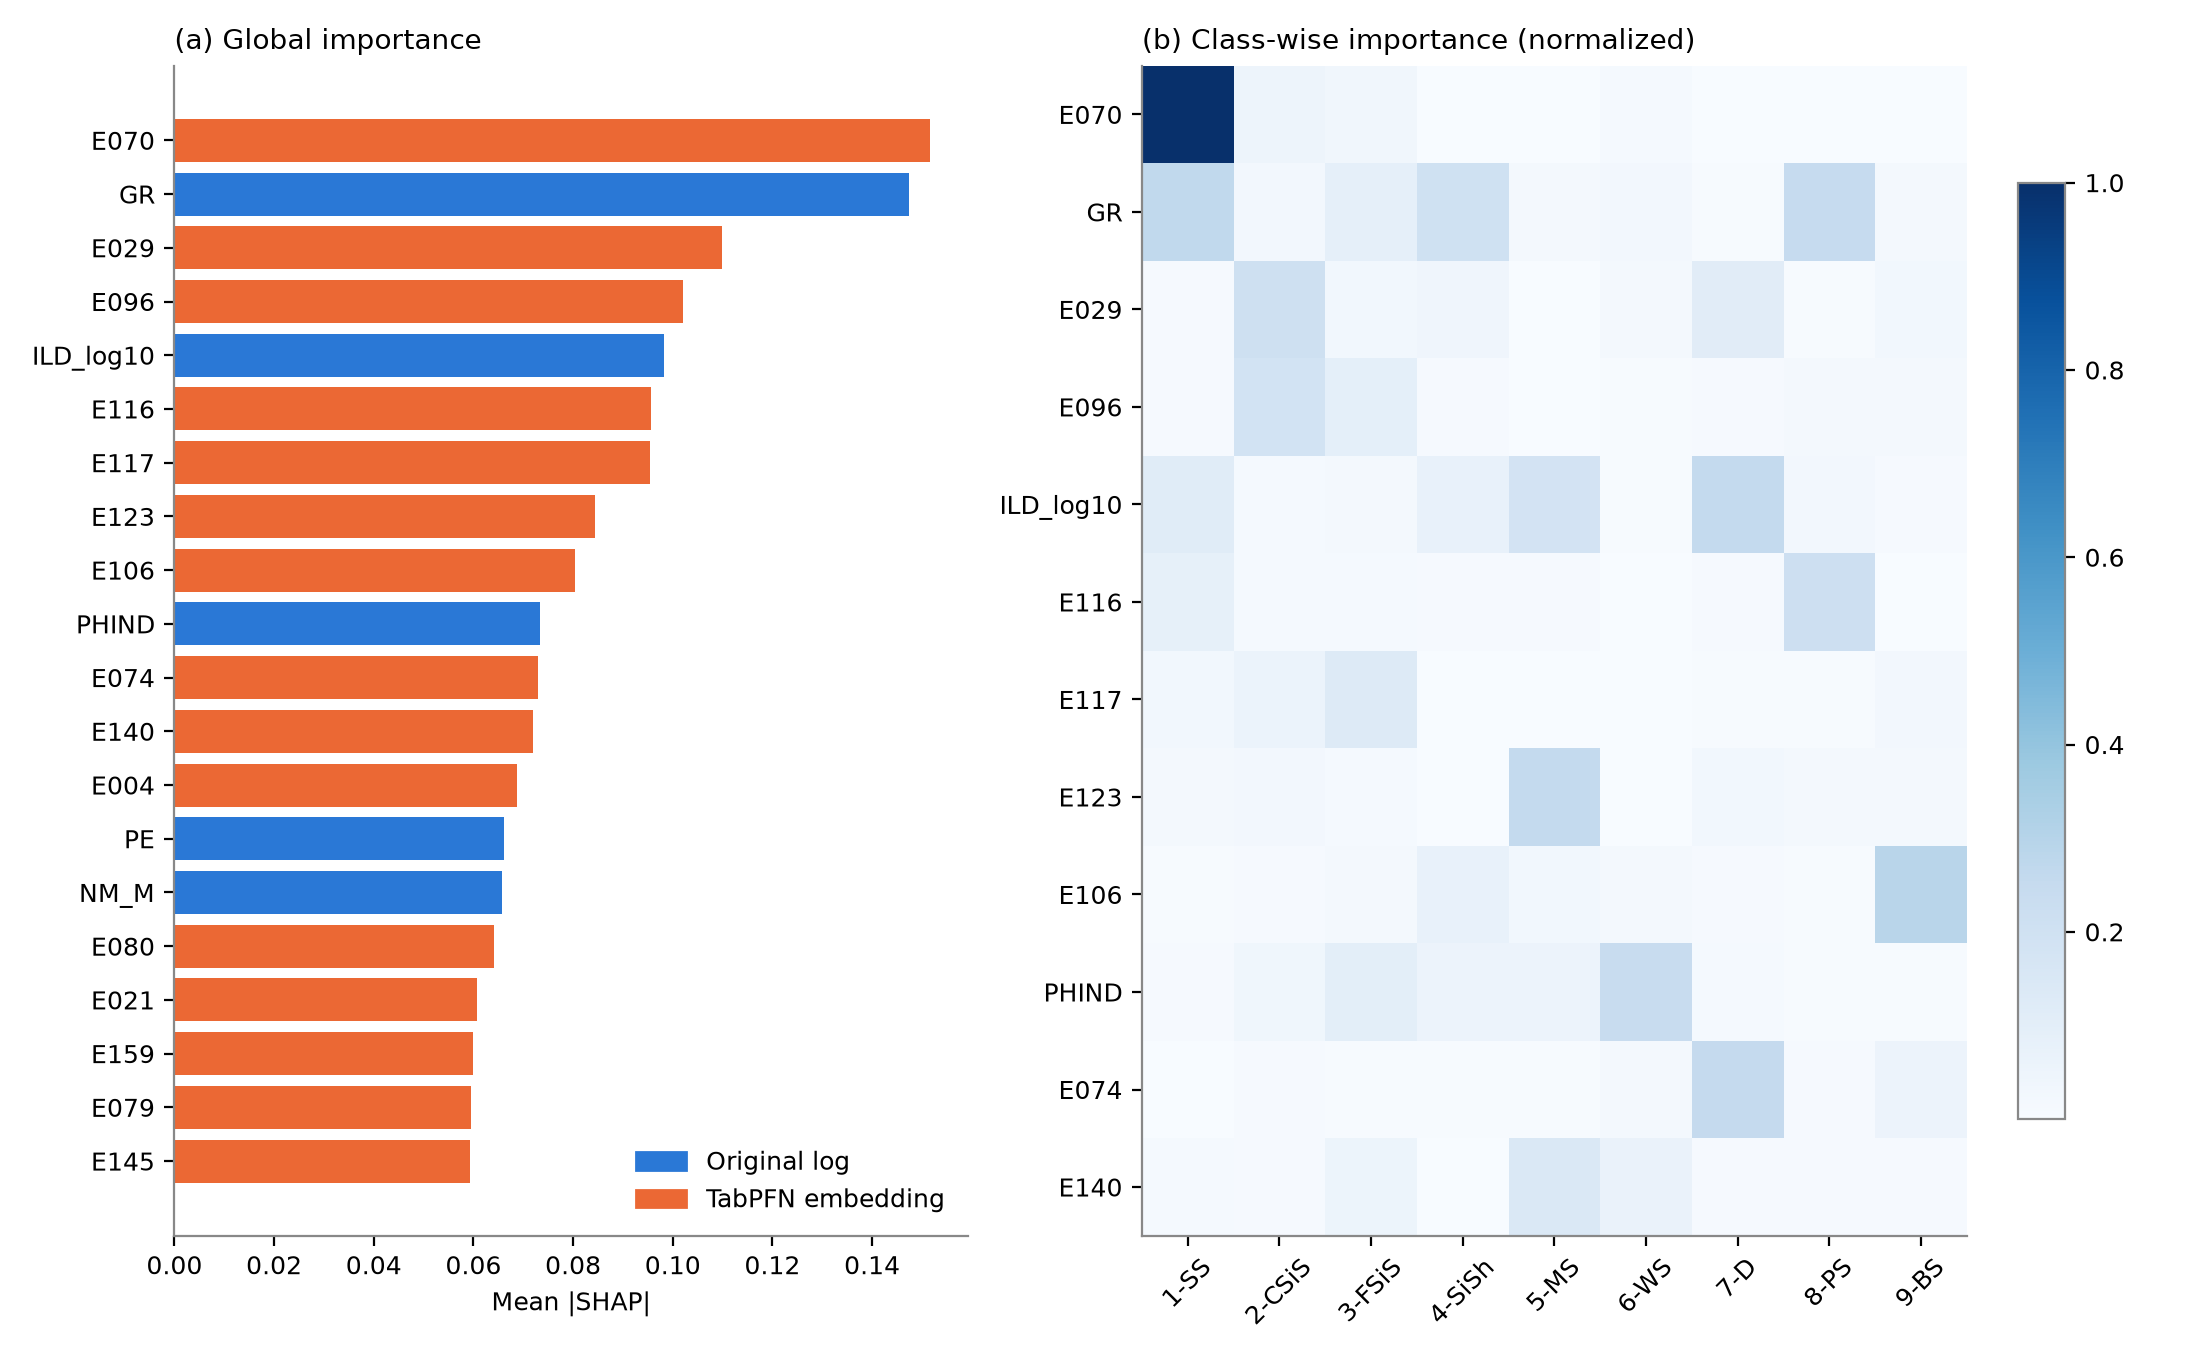 (a) Global importance
E070
GR
E029
E096
ILD_log10
E116
E117
E123
E106
PHIND
E074
E140
E004
PE
NM_M
E080
E021
E159
E079
E145
Original log
TabPFN embedding
0.00 0.02 0.04 0.06 0.08 0.10 0.12 0.14
Mean |SHAP|
(b) Class-wise importance (normalized)
E070
GR
E029
E096
ILD_log10
E116
E117
E123
E106
PHIND
E074
E140
1-SS 2-CSiS 3-FSiS 4-SiSh 5-MS 6-WS 7-D 8-PS 9-BS
1.0
0.8
0.6
0.4
0.2